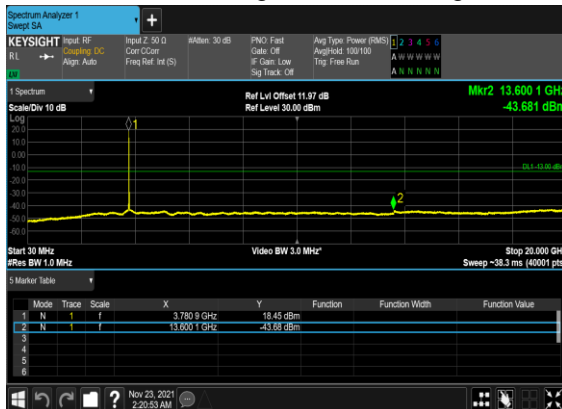 Spectrum Analyzer 1
Swept SA
KEYSIGHT Input: RF Input Z: 50 Ω #Atten: 30 dB PNO: Fast Avg Type: Power (RMS) 1 2 3 4 5 6
RL Coupling: DC Corr CCorr Gate: Off Avg|Hold: 100/100 A W W W W W
Align: Auto Freq Ref: Int (S) IF Gain: Low Trig: Free Run
Sig Track: Off A N N N N N
1 Spectrum Ref Lvl Offset 11.97 dB Mkr2 13.600 1 GHz
Scale/Div 10 dB Ref Level 30.00 dBm -43.681 dBm
Log
20.0 1
10.0
0.00
-10.0 DL1 -13.00 dBm
-20.0
-30.0
-40.0 2
-50.0
-60.0
Start 30 MHz Video BW 3.0 MHz* Stop 20.000 GHz
#Res BW 1.0 MHz Sweep ~38.3 ms (40001 pts)
5 Marker Table
Mode Trace Scale X Y Function Function Width Function Value
1 N 1 f 3.780 9 GHz 18.45 dBm
2 N 1 f 13.600 1 GHz -43.68 dBm
3
4
5
6
? Nov 23, 2021
2:20:53 AM